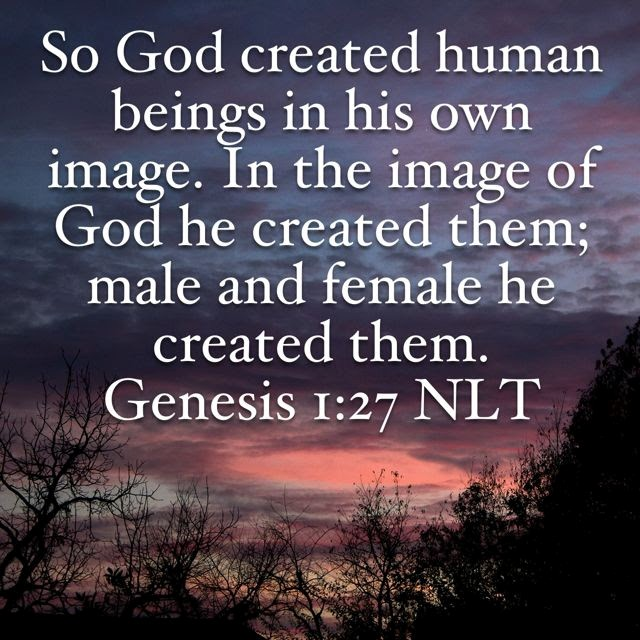 So God created human
beings in his own
image. In the image of
God he created them;
male and female he
created them.
Genesis 1:27 NLT